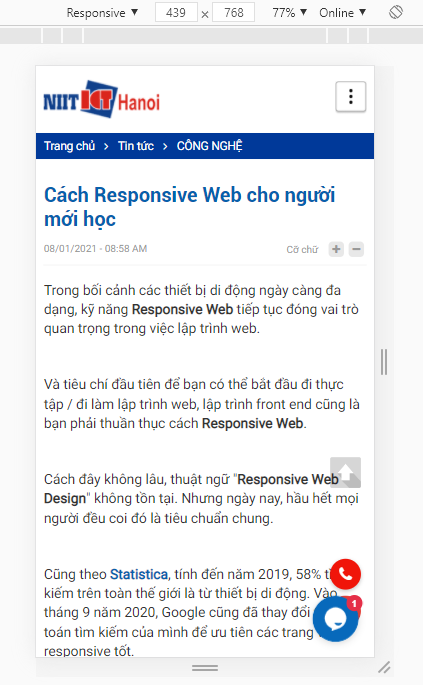 Responsive ▼ 439 × 768 77% ▼ Online ▼
NIIT ICT Hanoi
Trang chủ › Tin tức › CÔNG NGHỆ
Cách Responsive Web cho người
mới học
08/01/2021 - 08:58 AM Cỡ chữ + −
Trong bối cảnh các thiết bị di động ngày càng đa
dạng, kỹ năng Responsive Web tiếp tục đóng vai trò
quan trọng trong việc lập trình web.
Và tiêu chí đầu tiên để bạn có thể bắt đầu đi thực
tập / đi làm lập trình web, lập trình front end cũng là
bạn phải thuần thục cách Responsive Web.
Cách đây không lâu, thuật ngữ "Responsive Web
Design" không tồn tại. Nhưng ngày nay, hầu hết mọi
người đều coi đó là tiêu chuẩn chung.
Cũng theo Statistica, tính đến năm 2019, 58%
kiếm trên toàn thế giới là từ thiết bị di động. Vào
tháng 9 năm 2020, Google cũng đã thay đổi
toán tìm kiếm của mình để ưu tiên các trang
responsive tốt.
1